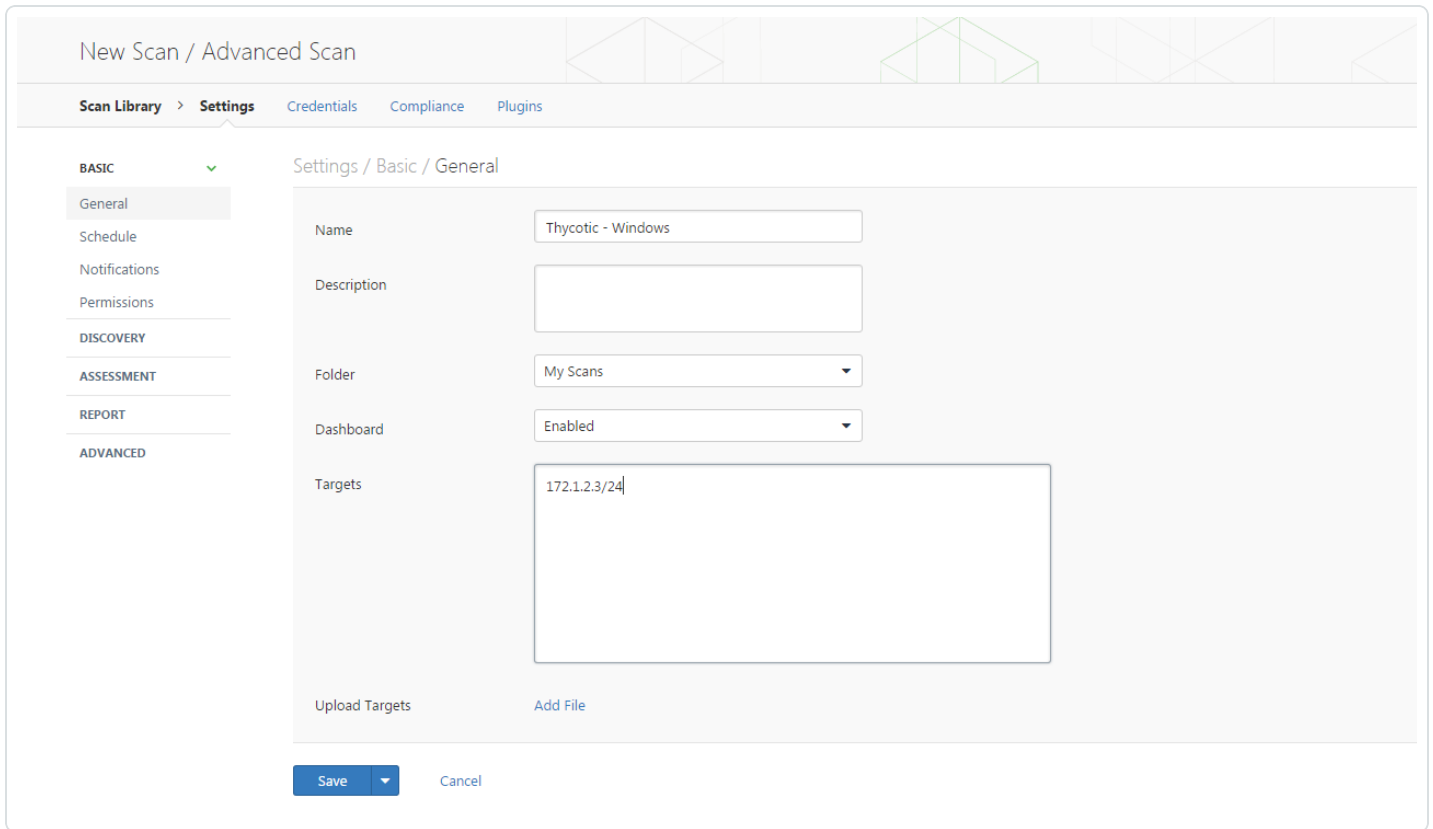 New Scan / Advanced Scan
Scan Library > Settings Credentials Compliance Plugins
BASIC
General
Schedule
Notifications
Permissions
DISCOVERY
ASSESSMENT
REPORT
ADVANCED
Settings / Basic / General
Name Thycotic - Windows
Description
Folder My Scans
Dashboard Enabled
Targets 172.1.2.3/24
Upload Targets Add File
Save Cancel